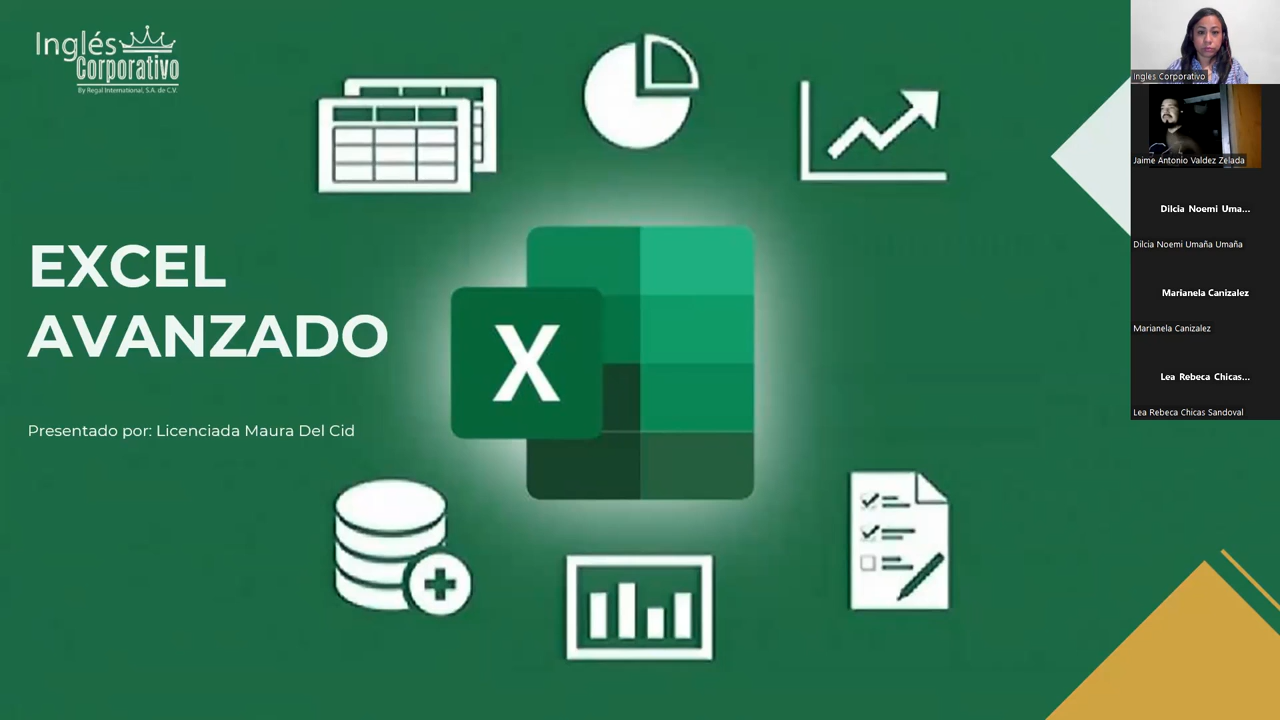 Inglés
Corporativo
By Regal International, S.A. de C.V.
EXCEL
AVANZADO
Presentado por: Licenciada Maura Del Cid
X
Ingles Corporativo
Jaime Antonio Valdez Zelada
Dilcia Noemi Uma...
Dilcia Noemi Umaña Umaña
Marianela Canizalez
Marianela Canizalez
Lea Rebeca Chicas...
Lea Rebeca Chicas Sandoval